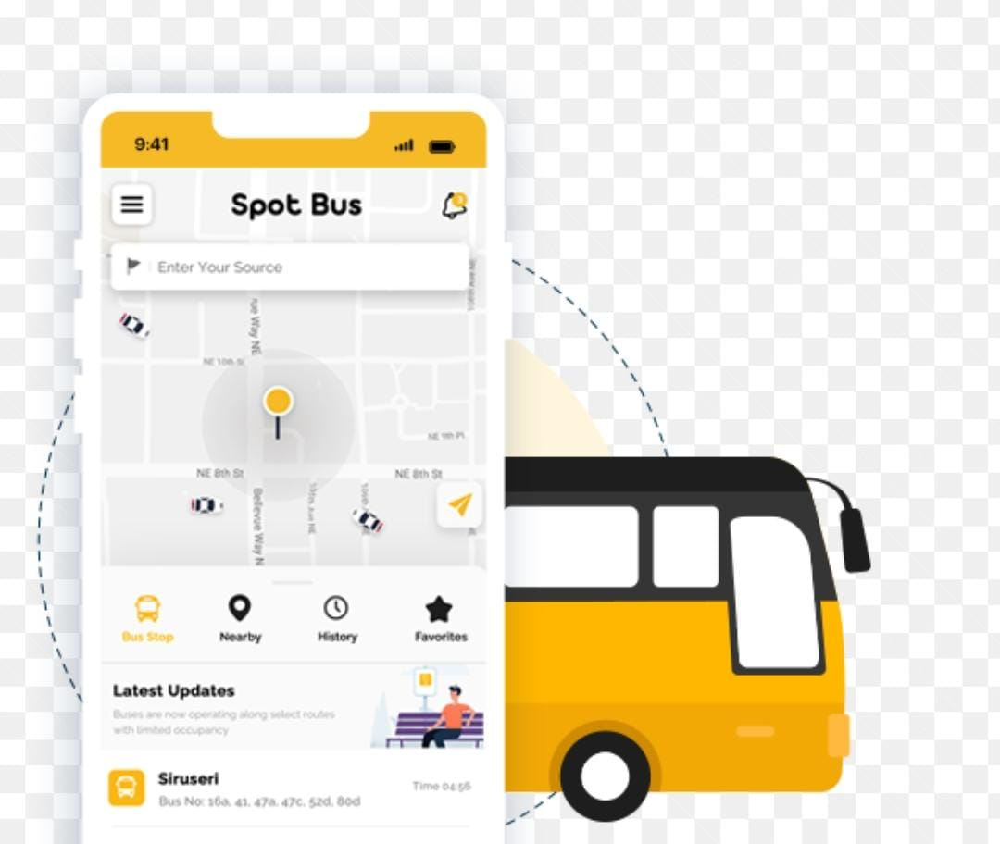 9:41
Spot Bus
Enter Your Source
NE 10th St
NE 9th Pl
NE 8th St
NE 8th St
Bellevue Way N
Bus Stop
Nearby
History
Favorites
Latest Updates
Buses are now operating along select routes
with limited occupancy
Siruseri
Time 04:56
Bus No: 16a, 41, 47a, 47c, 52d, 80d